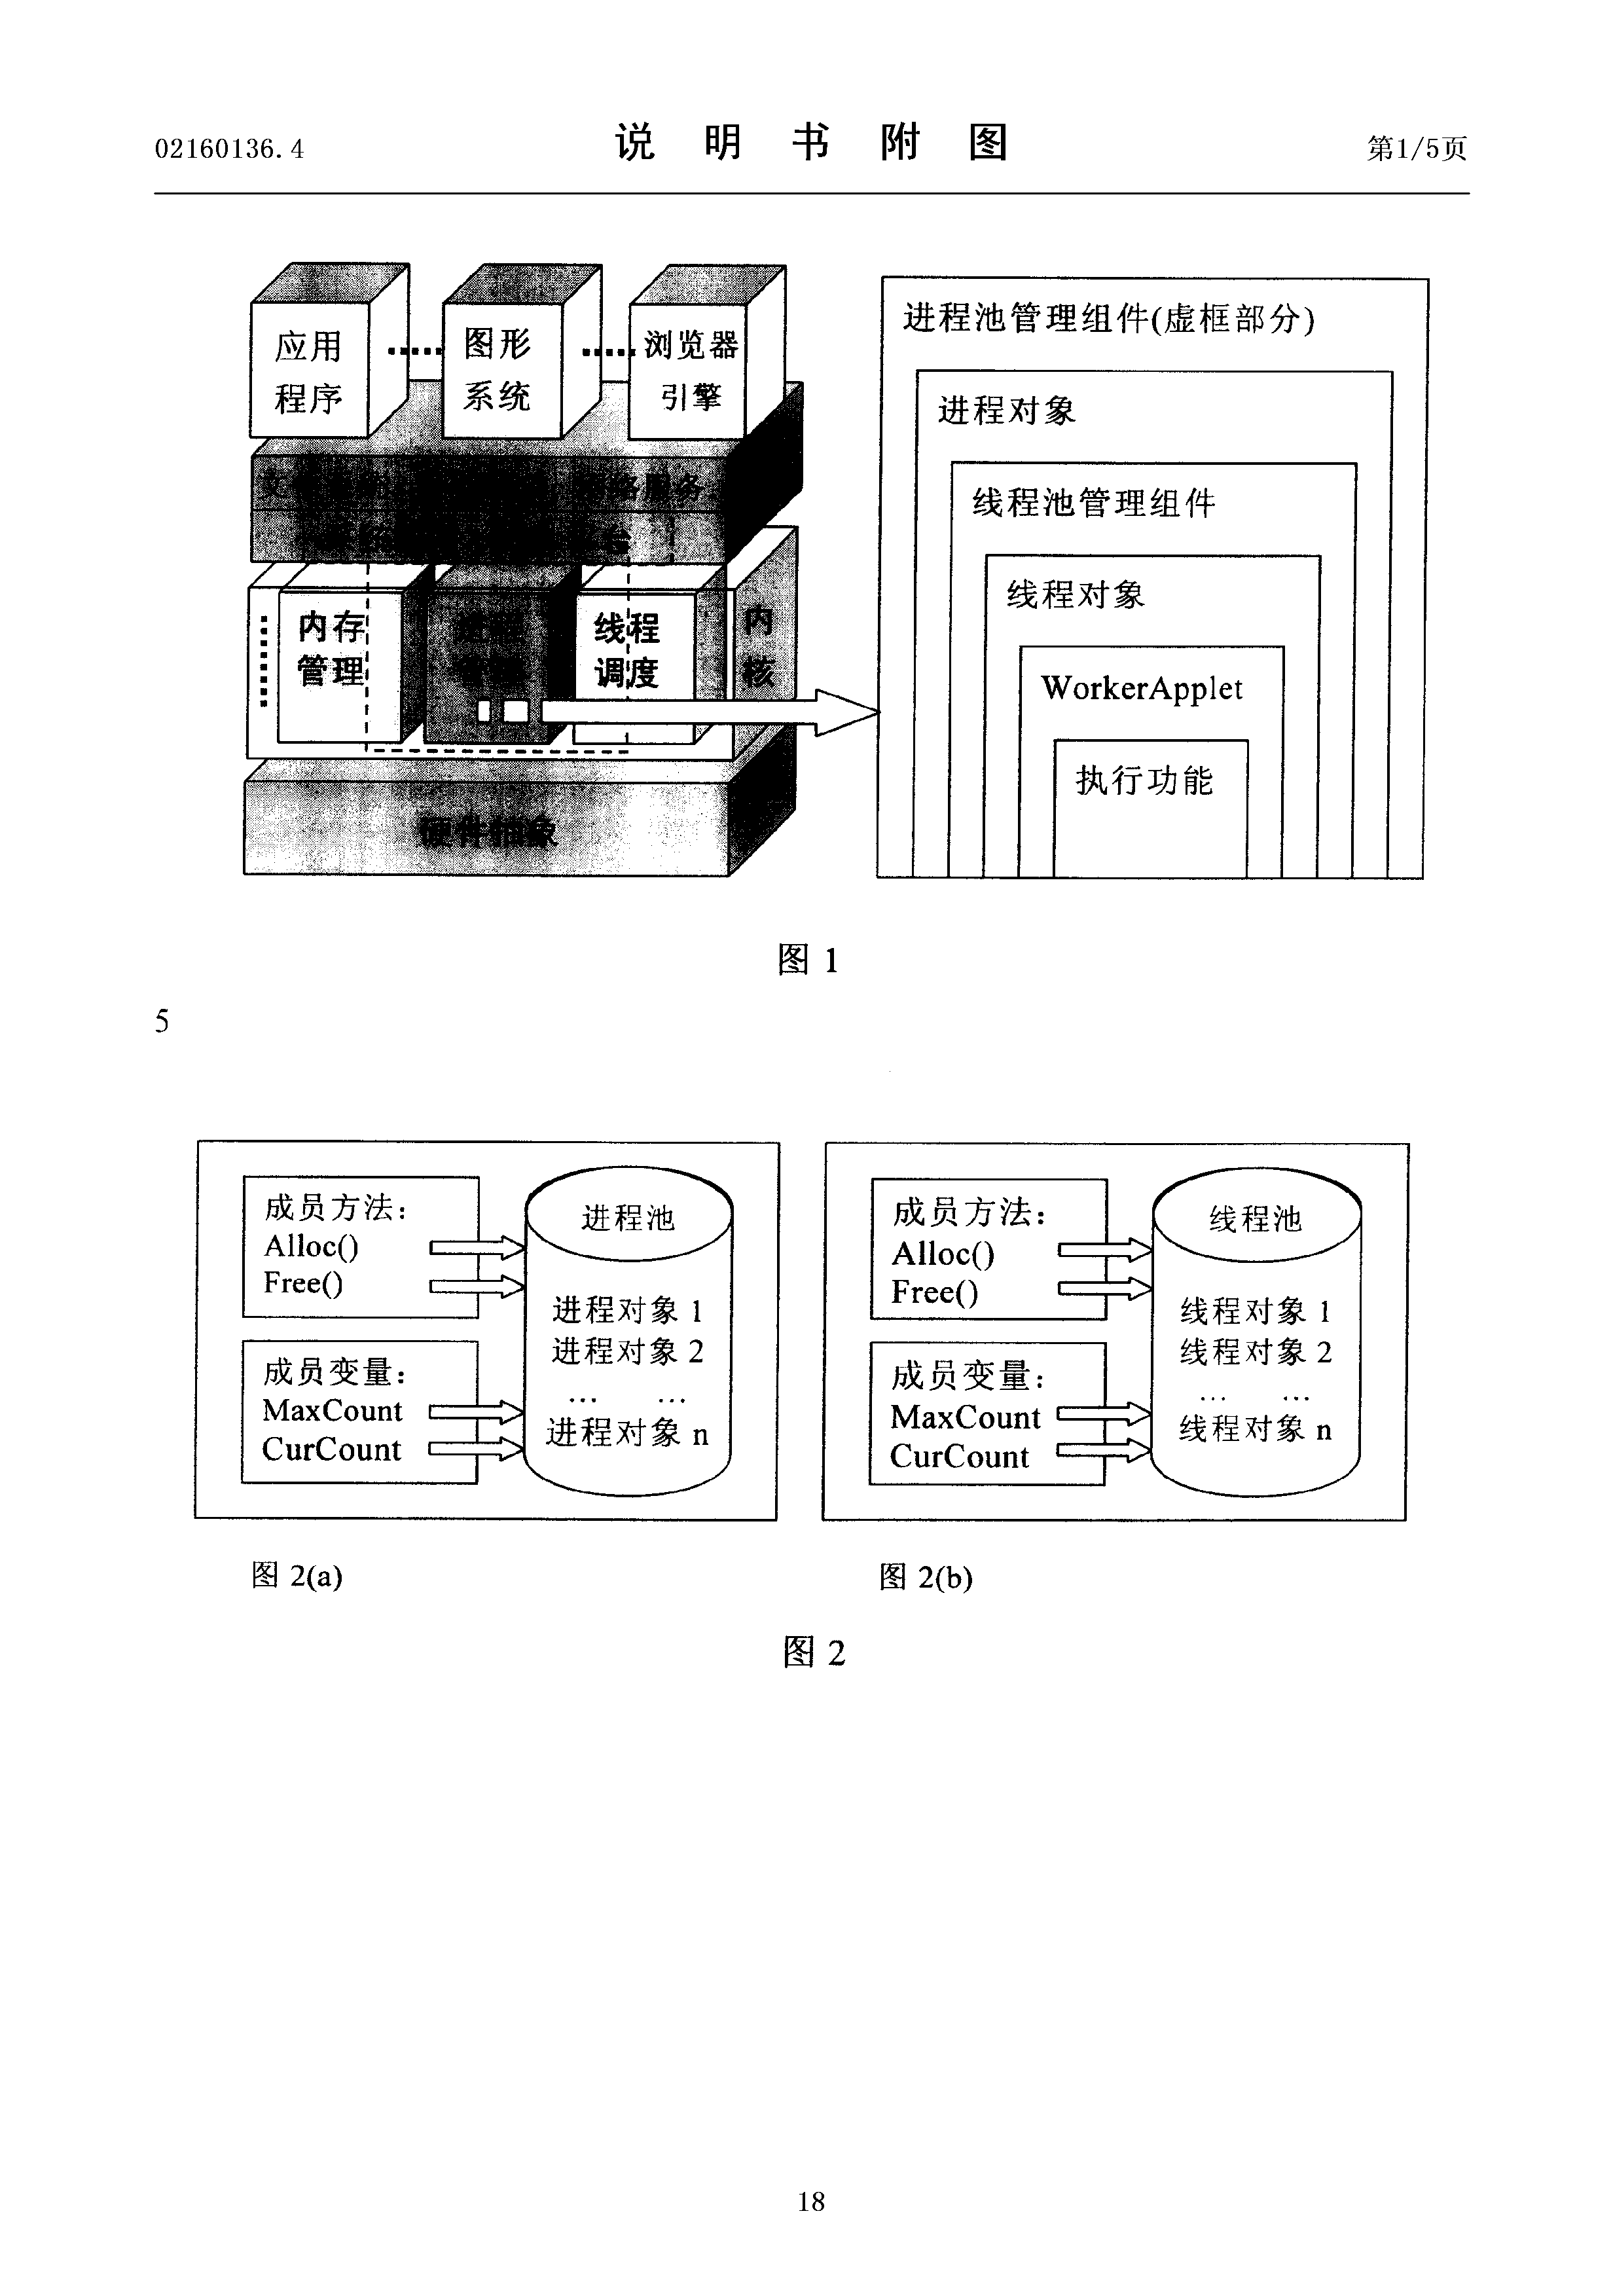 02160136.4
说 明 书 附 图
第1/5页
应用
程序
图形
系统
浏览器
引擎
络服务
内存
管理
线程
调度
内
核
硬件抽象
进程池管理组件(虚框部分)
进程对象
线程池管理组件
线程对象
WorkerApplet
执行功能
图 1
5
成员方法：
Alloc()
Free()
成员变量：
MaxCount
CurCount
进程池
进程对象 1
进程对象 2
… …
进程对象 n
成员方法：
Alloc()
Free()
成员变量：
MaxCount
CurCount
线程池
线程对象 1
线程对象 2
… …
线程对象 n
图 2(a)
图 2(b)
图 2
18